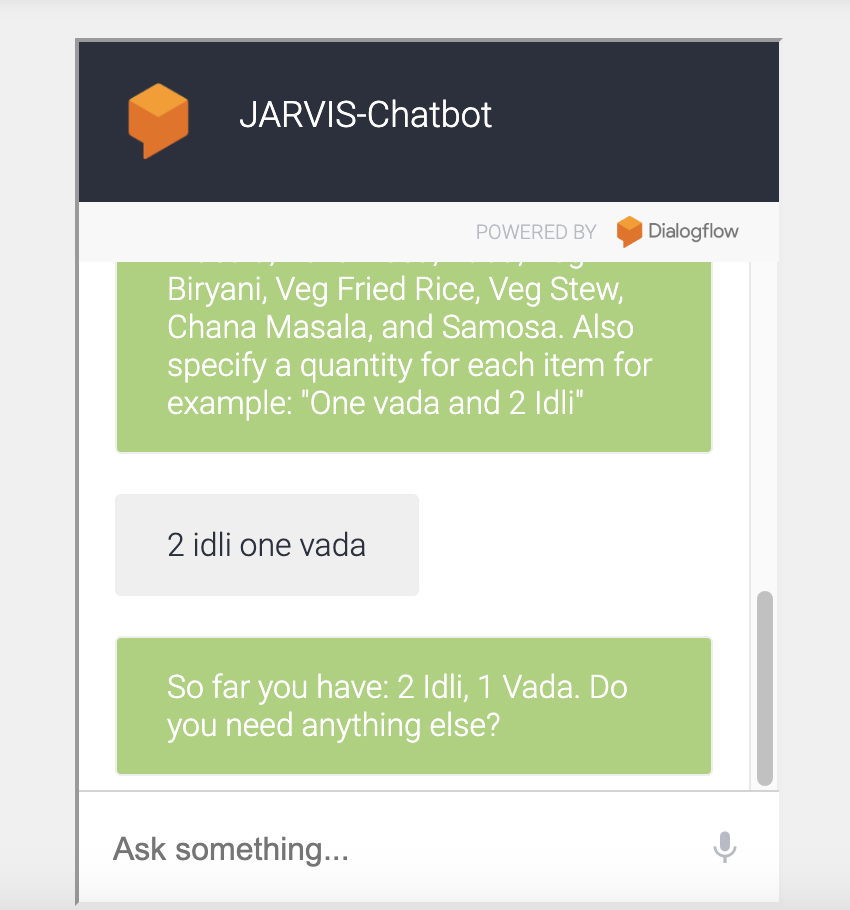 JARVIS-Chatbot
POWERED BY Dialogflow
Biryani, Veg Fried Rice, Veg Stew,
Chana Masala, and Samosa. Also
specify a quantity for each item for
example: "One vada and 2 Idli"
2 idli one vada
So far you have: 2 Idli, 1 Vada. Do
you need anything else?
Ask something...